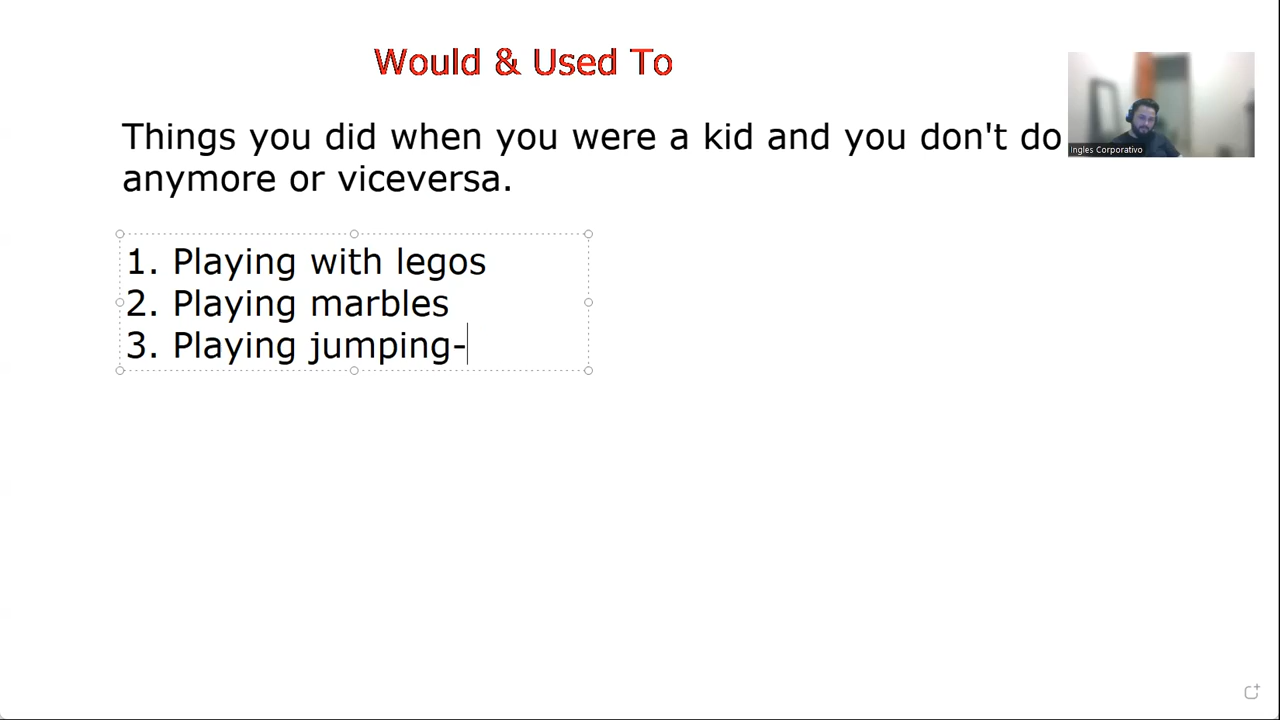 Would & Used To
Things you did when you were a kid and you don't do
anymore or viceversa.
Ingles Corporativo
1. Playing with legos
2. Playing marbles
3. Playing jumping-